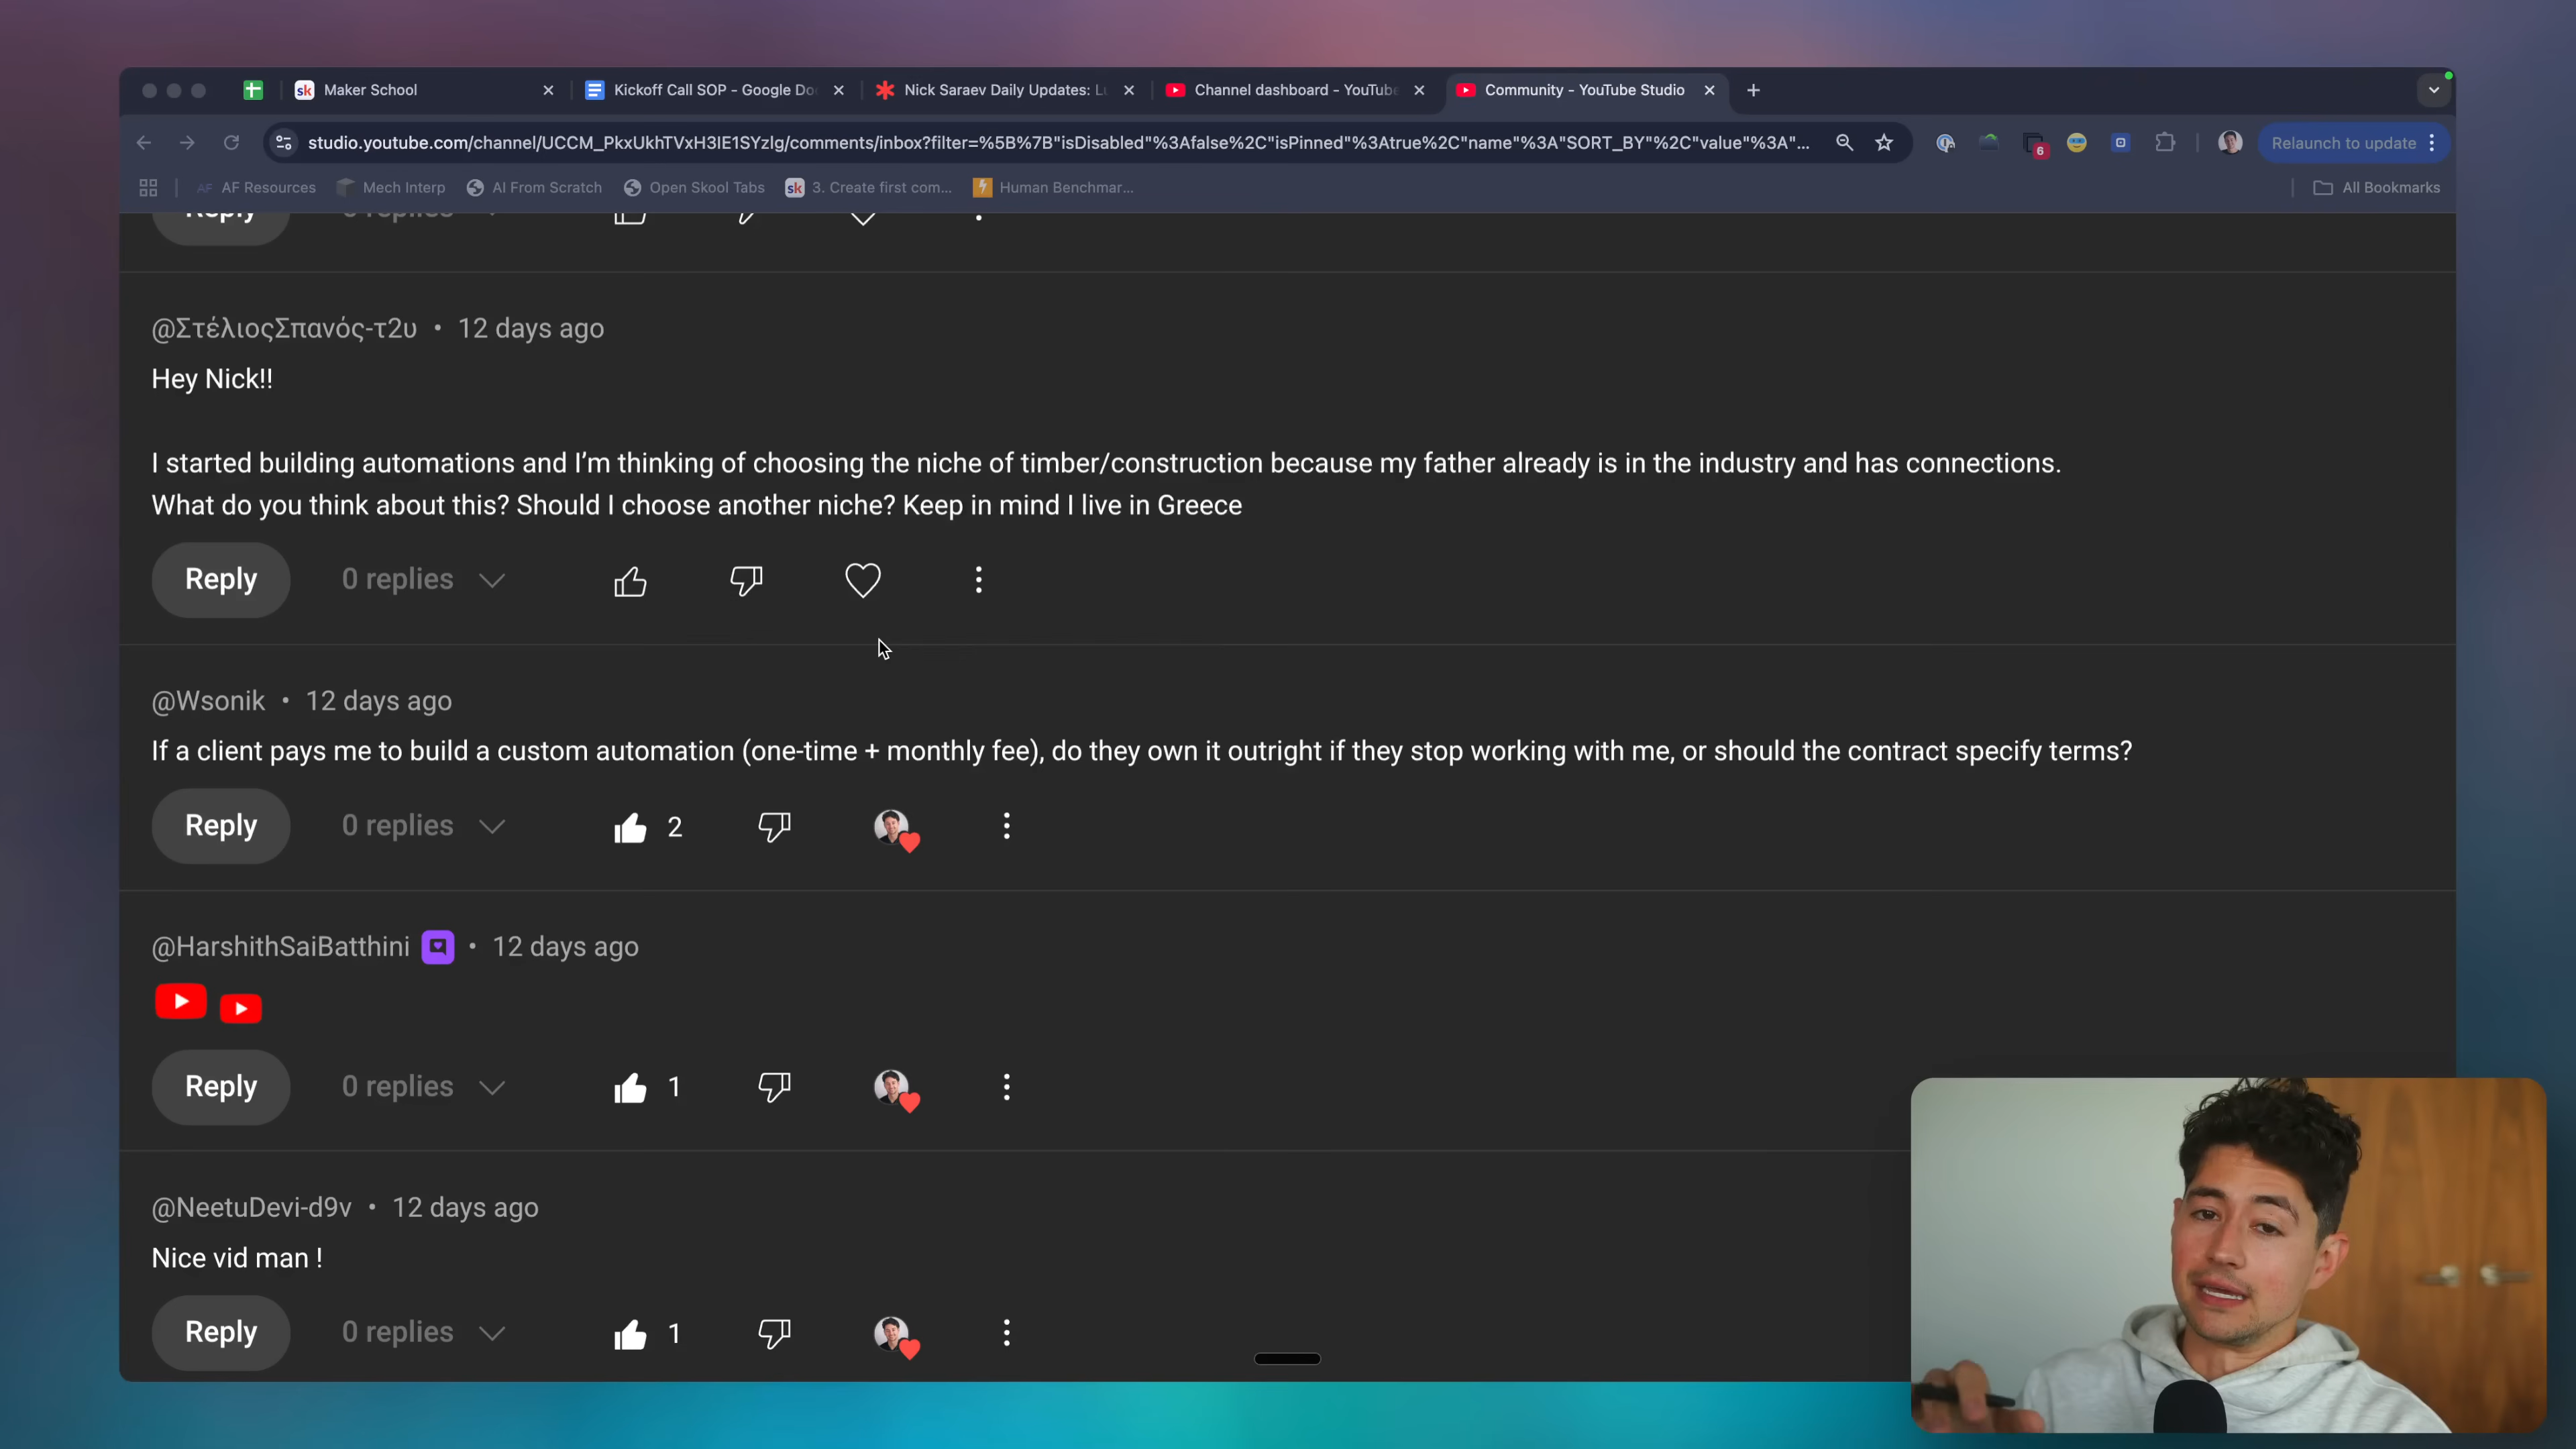 Maker School
Kickoff Call SOP - Google Do
Nick Saraev Daily Updates: L
Channel dashboard - YouTube
Community - YouTube Studio
studio.youtube.com/channel/UCCM_PkxUkhTVxH3IE1SYzlg/comments/inbox?filter=%5B%7B"isDisabled"%3Afalse%2C"isPinned"%3Atrue%2C"name"%3A"SORT_BY"%2C"value"%3A"...
6
Relaunch to update
AF Resources
Mech Interp
AI From Scratch
Open Skool Tabs
sk 3. Create first com...
Human Benchmar...
All Bookmarks
Reply 0 replies
@ΣτέλιοςΣπανός-τ2υ • 12 days ago
Hey Nick!!
I started building automations and I'm thinking of choosing the niche of timber/construction because my father already is in the industry and has connections.
What do you think about this? Should I choose another niche? Keep in mind I live in Greece
Reply 0 replies
@Wsonik • 12 days ago
If a client pays me to build a custom automation (one-time + monthly fee), do they own it outright if they stop working with me, or should the contract specify terms?
Reply 0 replies 2
@HarshithSaiBatthini • 12 days ago
Reply 0 replies 1
@NeetuDevi-d9v • 12 days ago
Nice vid man !
Reply 0 replies 1